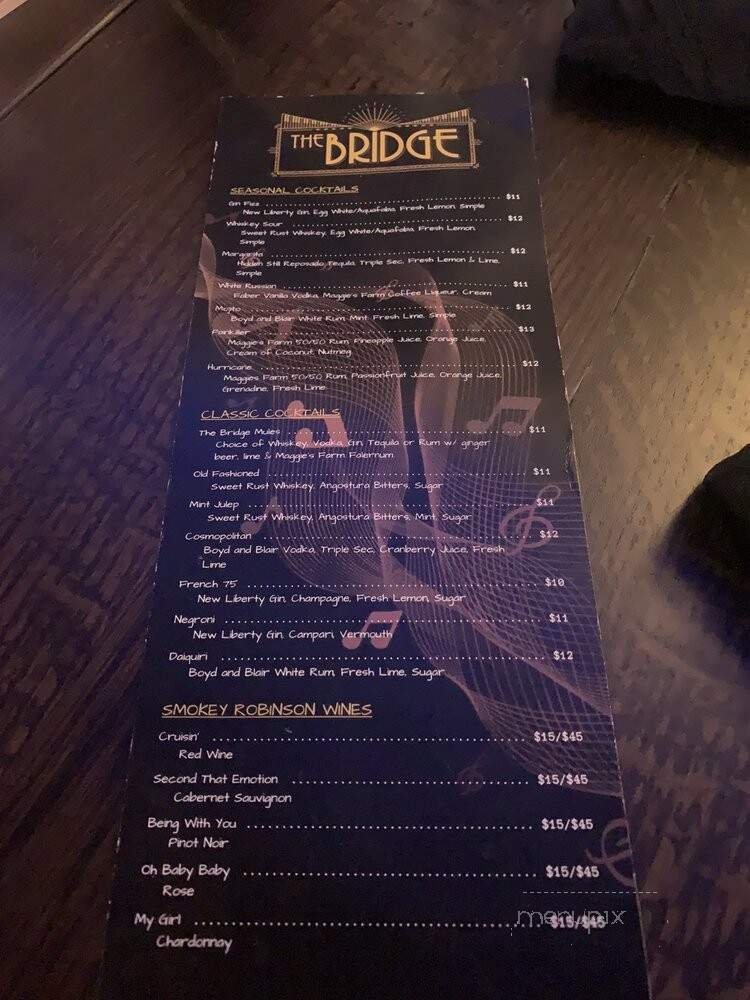 THE BRIDGE
SEASONAL COCKTAILS
Gin Fizz ........ $11
New Liberty Gin, Egg White/Aquafaba, Fresh Lemon, Simple
Whiskey Sour ........ $12
Sweet Rust Whiskey, Egg White/Aquafaba, Fresh Lemon,
Simple
Margarita ........ $12
Hidden Still Reposado Tequila, Triple Sec, Fresh Lemon & Lime,
Simple
White Russian ........ $11
Faber Vanilla Vodka, Maggie's Farm Coffee Liqueur, Cream
Mojito ........ $12
Boyd and Blair White Rum, Mint, Fresh Lime, Simple
Painkiller ........ $13
Maggie's Farm 50/50 Rum, Pineapple Juice, Orange Juice,
Cream of Coconut, Nutmeg
Hurricane ........ $12
Maggie's Farm 50/50 Rum, Passionfruit Juice, Orange Juice,
Grenadine, Fresh Lime
CLASSIC COCKTAILS
The Bridge Mules ........ $11
Choice of Whiskey, Vodka, Gin, Tequila or Rum w/ ginger
beer, lime & Maggie's Farm Falernum
Old Fashioned ........ $11
Sweet Rust Whiskey, Angostura Bitters, Sugar
Mint Julep ........ $11
Sweet Rust Whiskey, Angostura Bitters, Mint, Sugar
Cosmopolitan ........ $12
Boyd and Blair Vodka, Triple Sec, Cranberry Juice, Fresh
Lime
French 75 ........ $10
New Liberty Gin, Champagne, Fresh Lemon, Sugar
Negroni ........ $11
New Liberty Gin, Campari, Vermouth
Daiquiri ........ $12
Boyd and Blair White Rum, Fresh Lime, Sugar
SMOKEY ROBINSON WINES
Cruisin' ........ $15/$45
Red Wine
Second That Emotion ........ $15/$45
Cabernet Sauvignon
Being With You ........ $15/$45
Pinot Noir
Oh Baby Baby ........ $15/$45
Rose
My Girl ........ $15/$45
Chardonnay
menupix